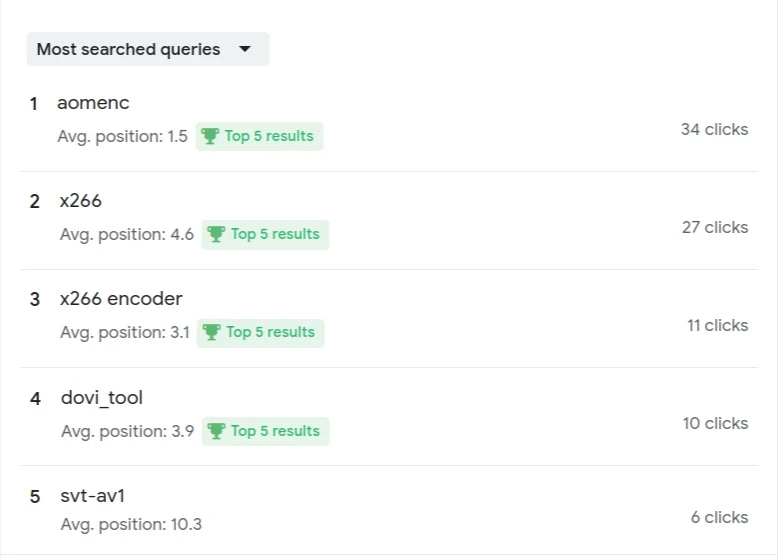 Most searched queries
1 aomenc
Avg. position: 1.5 Top 5 results
34 clicks
2 x266
Avg. position: 4.6 Top 5 results
27 clicks
3 x266 encoder
Avg. position: 3.1 Top 5 results
11 clicks
4 dovi_tool
Avg. position: 3.9 Top 5 results
10 clicks
5 svt-av1
Avg. position: 10.3
6 clicks